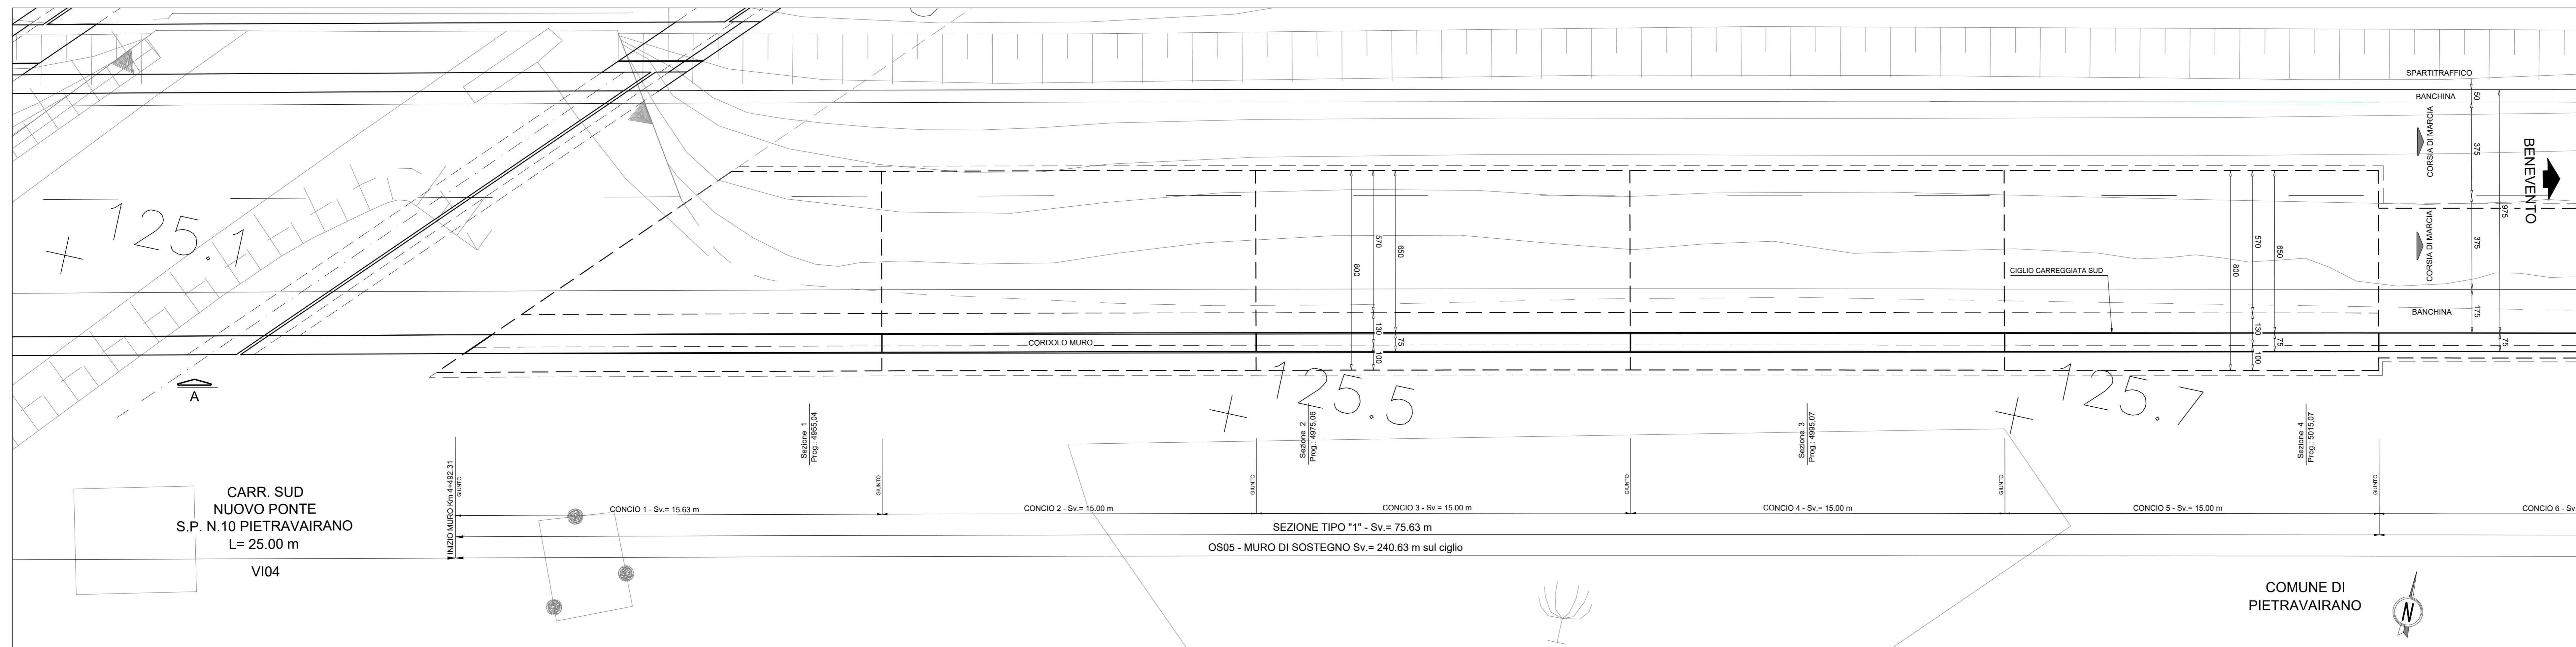 SPARTITRAFFICO
BANCHINA
50
CORSIA DI MARCIA
375
BENEVENTO
975
CORSIA DI MARCIA
375
BANCHINA
175
75
125.1
570
650
800
130
75
100
570
650
800
130
75
100
CIGLIO CARREGGIATA SUD
CORDOLO MURO
A
125.5
125.7
Sezione 1
Prog.: 4955,04
Sezione 2
Prog.: 4975,06
Sezione 3
Prog.: 4995,07
Sezione 4
Prog.: 5015,07
INIZIO MURO Km 4+492.31
GIUNTO
GIUNTO
GIUNTO
GIUNTO
GIUNTO
GIUNTO
CONCIO 1 - Sv.= 15.63 m
CONCIO 2 - Sv.= 15.00 m
CONCIO 3 - Sv.= 15.00 m
CONCIO 4 - Sv.= 15.00 m
CONCIO 5 - Sv.= 15.00 m
CONCIO 6 - Sv
SEZIONE TIPO "1" - Sv.= 75.63 m
OS05 - MURO DI SOSTEGNO Sv.= 240.63 m sul ciglio
CARR. SUD
NUOVO PONTE
S.P. N.10 PIETRAVAIRANO
L= 25.00 m
VI04
COMUNE DI
PIETRAVAIRANO
N